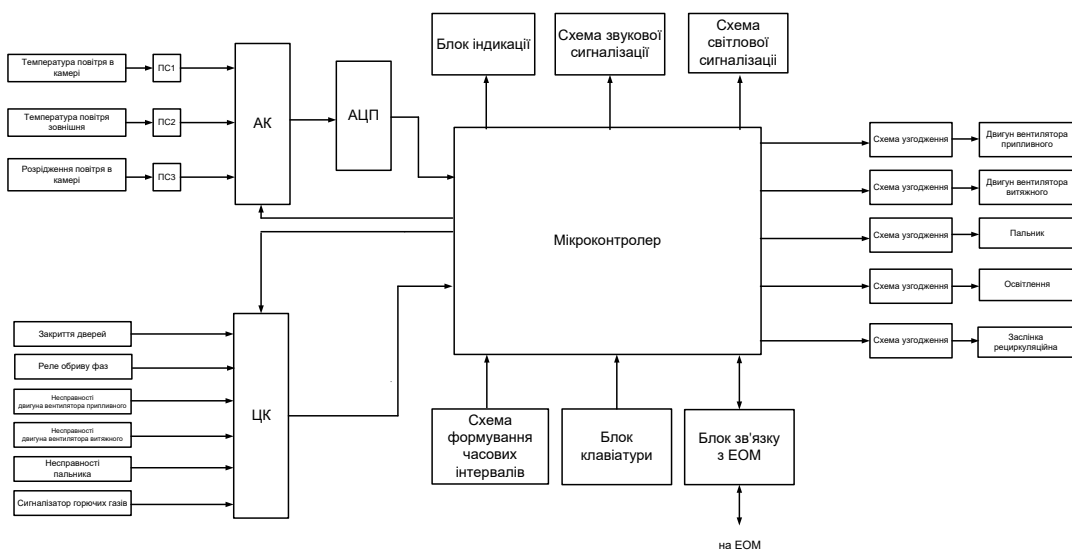 Блок індикації
Схема звукової
сигналізації
Схема
світлової
сигналізаіі
Температура повітря в
камері
ПС1
Температура повітря
зовнішня
ПС2
Розрідження повітря в
камері
ПС3
АК
АЦП
Мікроконтролер
Схема узгодження
Двигун вентилятора
припливного
Схема узгодження
Двигун вентилятора
витяжного
Схема узгодження
Пальник
Схема узгодження
Освітлення
Схема узгодження
Заслінка
рециркуляційна
Закриття дверей
Реле обриву фаз
Несправності
двигуна вентилятора припливного
Несправності
двигуна вентилятора витяжного
Несправності
пальника
Сигналізатор горючих газів
ЦК
Схема
формування
часових
інтервалів
Блок
клавіатури
Блок зв'язку
з ЕОМ
на ЕОМ